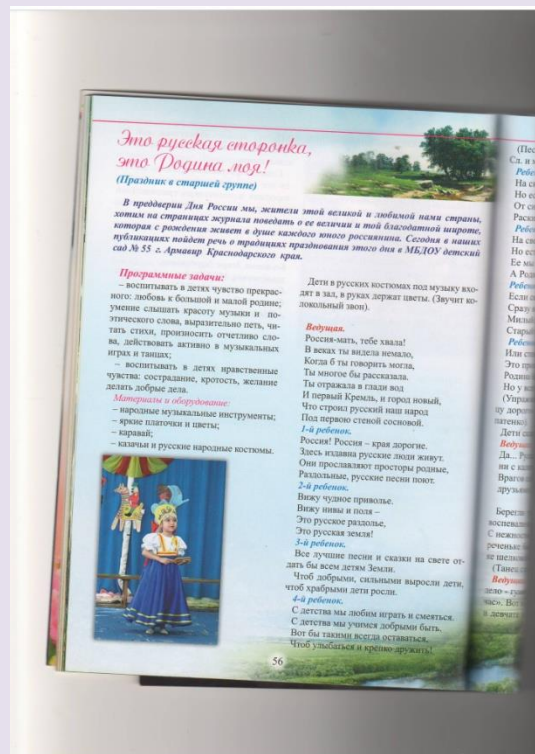 Это русская сторонка,
это Родина моя!
(Праздник в старшей группе)
В преддверии Дня России мы, жители этой великой и любимой нами страны,
хотим на страницах журнала поведать о ее величии и той благодатной широте,
которая с рождения живет в душе каждого юного россиянина. Сегодня в наших
публикациях пойдет речь о традициях празднования этого дня в МБДОУ детский
сад № 55 г. Армавир Краснодарского края.
Программные задачи:
– воспитывать в детях чувство прекрас-
ного: любовь к большой и малой родине;
умение слышать красоту музыки и по-
этического слова, выразительно петь, чи-
тать стихи, произносить отчетливо сло-
ва, действовать активно в музыкальных
играх и танцах;
– воспитывать в детях нравственные
чувства: сострадание, кротость, желание
делать добрые дела.
Материалы и оборудование:
– народные музыкальные инструменты;
– яркие платочки и цветы;
– каравай;
– казачьи и русские народные костюмы.
Дети в русских костюмах под музыку вхо-
дят в зал, в руках держат цветы. (Звучит ко-
локольный звон).
Ведущая.
Россия-мать, тебе хвала!
В веках ты видела немало,
Когда б ты говорить могла,
Ты многое бы рассказала.
Ты отражала в глади вод
И первый Кремль, и город новый,
Что строил русский наш народ
Под первою стеной сосновой.
1-й ребенок.
Россия! Россия – края дорогие.
Здесь издавна русские люди живут.
Они прославляют просторы родные,
Раздольные, русские песни поют.
2-й ребенок.
Вижу чудное приволье.
Вижу нивы и поля –
Это русское раздолье,
Это русская земля!
3-й ребенок.
Все лучшие песни и сказки на свете от-
дать бы всем детям Земли.
Чтоб добрыми, сильными выросли дети,
чтоб храбрыми дети росли.
4-й ребенок.
С детства мы любим играть и смеяться.
С детства мы учимся добрыми быть.
Вот бы такими всегда оставаться,
Чтоб улыбаться и крепко дружить!
56